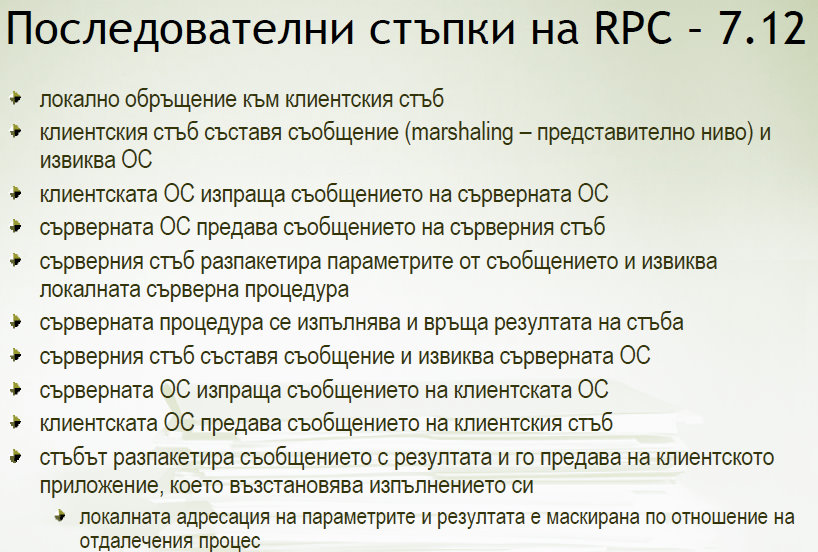 Последователни стъпки на RPC – 7.12
локално обръщение към клиентския стъб
клиентския стъб съставя съобщение (marshaling – представително ниво) и
извиква ОС
клиентската ОС изпраща съобщението на сърверната ОС
сърверната ОС предава съобщението на сърверния стъб
сърверния стъб разпакетира параметрите от съобщението и извиква
локалната сърверна процедура
сърверната процедура се изпълнява и връща резултата на стъба
сърверния стъб съставя съобщение и извиква сърверната ОС
сърверната ОС изпраща съобщението на клиентската ОС
клиентската ОС предава съобщението на клиентския стъб
стъбът разпакетира съобщението с резултата и го предава на клиентското
приложение, което възстановява изпълнението си
локалната адресация на параметрите и резултата е маскирана по отношение на
отдалечения процес